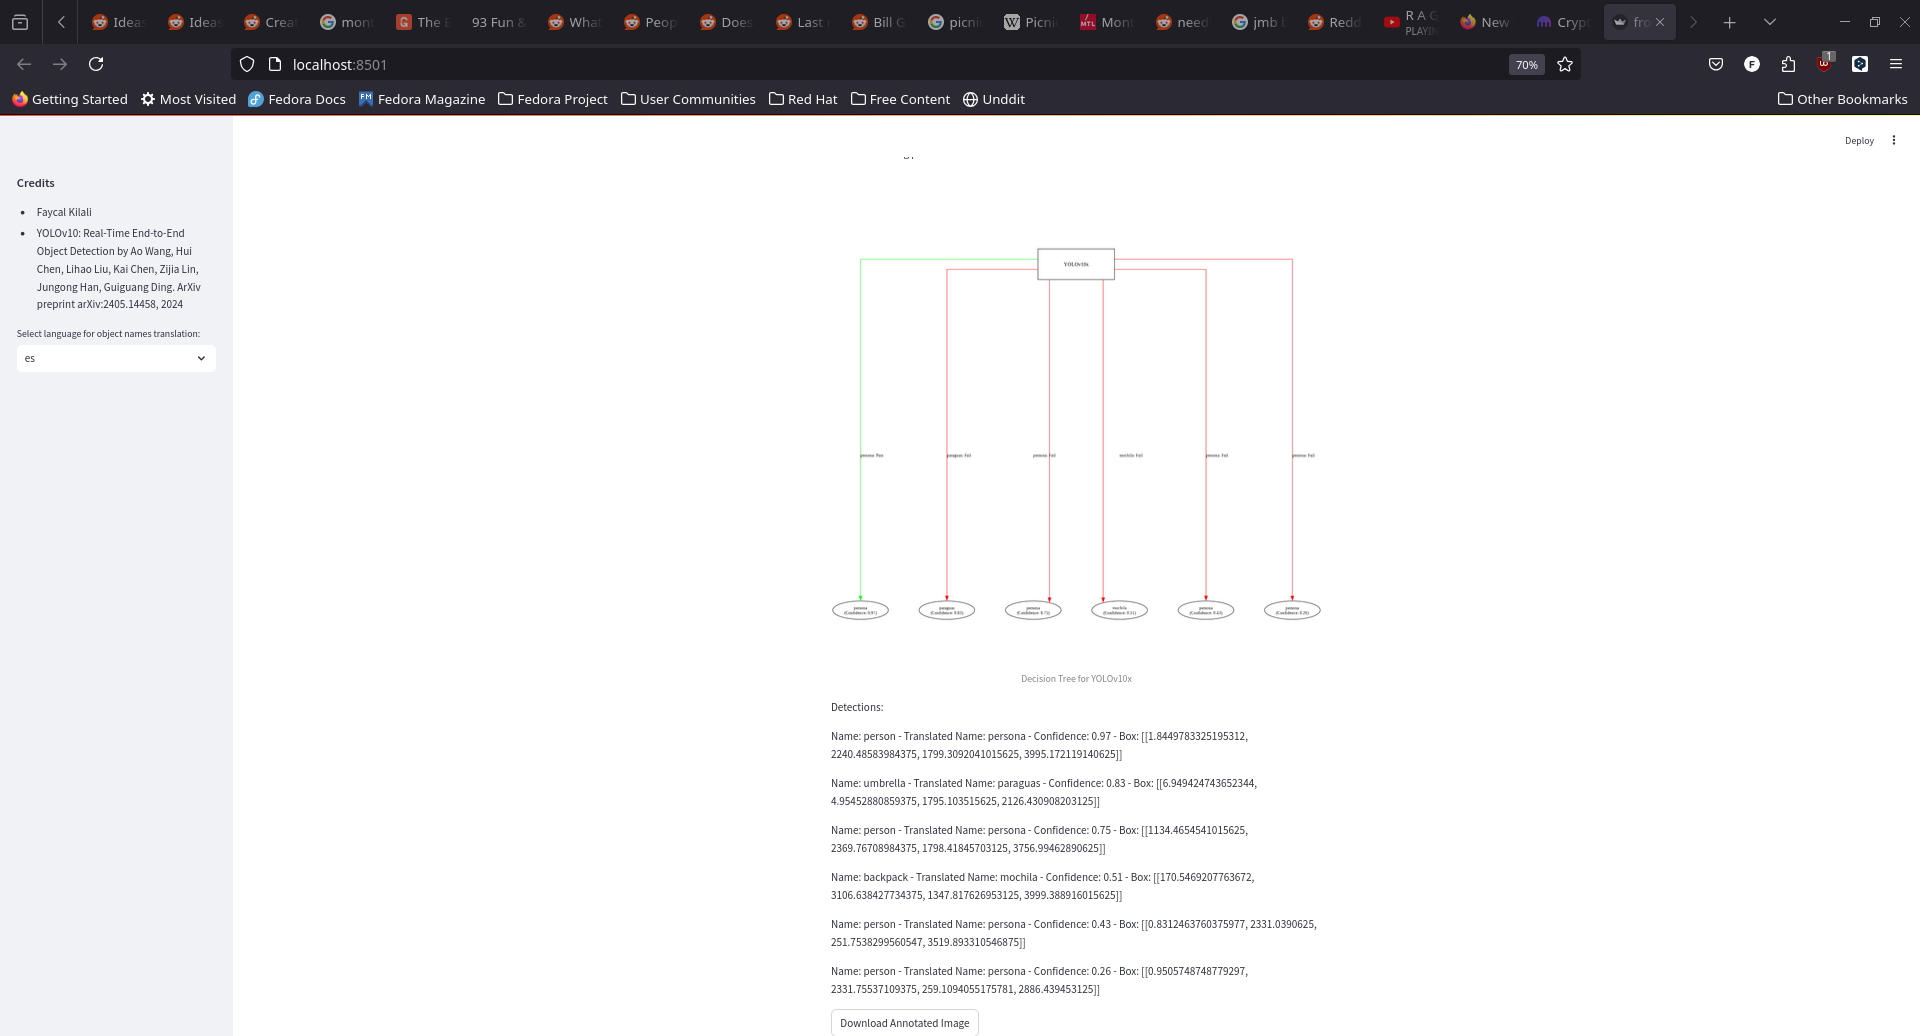 Ideas
Ideas
Creat
mont
The E
93 Fun &
What
Peop
Does
Last
Bill G
picni
Picni
MTL
Mont
need
jmb b
Redd
R A G
PLAYIN
New
Cryp
fro
localhost:8501
70%
F
1
Getting Started
Most Visited
Fedora Docs
FM
Fedora Magazine
Fedora Project
User Communities
Red Hat
Free Content
Unddit
Other Bookmarks
Deploy
Credits
Faycal Kilali
YOLOv10: Real-Time End-to-End
Object Detection by Ao Wang, Hui
Chen, Lihao Liu, Kai Chen, Zijia Lin,
Jungong Han, Guiguang Ding. ArXiv
preprint arXiv:2405.14458, 2024
Select language for object names translation:
es
YOLOv10x
persona Pass
paraguas Fail
persona Fail
mochila Fail
persona Fail
persona Fail
persona
(Confidence: 0.97)
paraguas
(Confidence: 0.83)
persona
(Confidence: 0.75)
mochila
(Confidence: 0.51)
persona
(Confidence: 0.43)
persona
(Confidence: 0.26)
Decision Tree for YOLOv10x
Detections:
Name: person - Translated Name: persona - Confidence: 0.97 - Box: [[1.8449783325195312,
2240.48583984375, 1799.3092041015625, 3995.172119140625]]
Name: umbrella - Translated Name: paraguas - Confidence: 0.83 - Box: [[6.949424743652344,
4.95452880859375, 1795.103515625, 2126.430908203125]]
Name: person - Translated Name: persona - Confidence: 0.75 - Box: [[1134.4654541015625,
2369.76708984375, 1798.41845703125, 3756.99462890625]]
Name: backpack - Translated Name: mochila - Confidence: 0.51 - Box: [[170.5469207763672,
3106.638427734375, 1347.817626953125, 3999.388916015625]]
Name: person - Translated Name: persona - Confidence: 0.43 - Box: [[0.8312463760375977, 2331.0390625,
251.7538299560547, 3519.893310546875]]
Name: person - Translated Name: persona - Confidence: 0.26 - Box: [[0.9505748748779297,
2331.75537109375, 259.1094055175781, 2886.439453125]]
Download Annotated Image